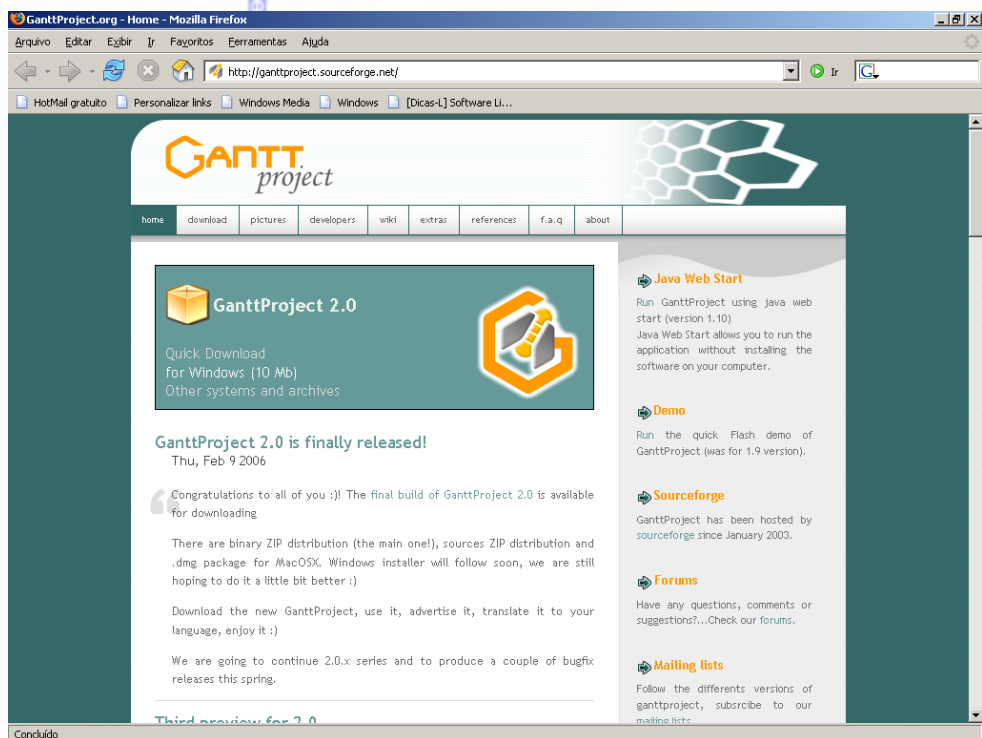 GanttProject.org - Home - Mozilla Firefox
Arquivo Editar Exibir Ir Favoritos Ferramentas Ajuda
http://ganttproject.sourceforge.net/
Ir
G
HotMail gratuito Personalizar links Windows Media Windows [Dicas-L] Software Li...
GANTT
project
home download pictures developers wiki extras references f.a.q about
GanttProject 2.0
Quick Download
for Windows (10 Mb)
Other systems and archives
GanttProject 2.0 is finally released!
Thu, Feb 9 2006
Congratulations to all of you :)! The final build of GanttProject 2.0 is available
for downloading
There are binary ZIP distribution (the main one!), sources ZIP distribution and
.dmg package for MacOSX. Windows installer will follow soon, we are still
hoping to do it a little bit better :)
Download the new GanttProject, use it, advertise it, translate it to your
language, enjoy it :)
We are going to continue 2.0.x series and to produce a couple of bugfix
releases this spring.
Third preview for 2.0
Java Web Start
Run GanttProject using java web
start (version 1.10)
Java Web Start allows you to run the
application without installing the
software on your computer.
Demo
Run the quick Flash demo of
GanttProject (was for 1.9 version).
Sourceforge
GanttProject has been hosted by
sourceforge since January 2003.
Forums
Have any questions, comments or
suggestions?...Check our forums.
Mailing lists
Follow the differents versions of
ganttproject, subsrcibe to our
mailing lists
Concluído